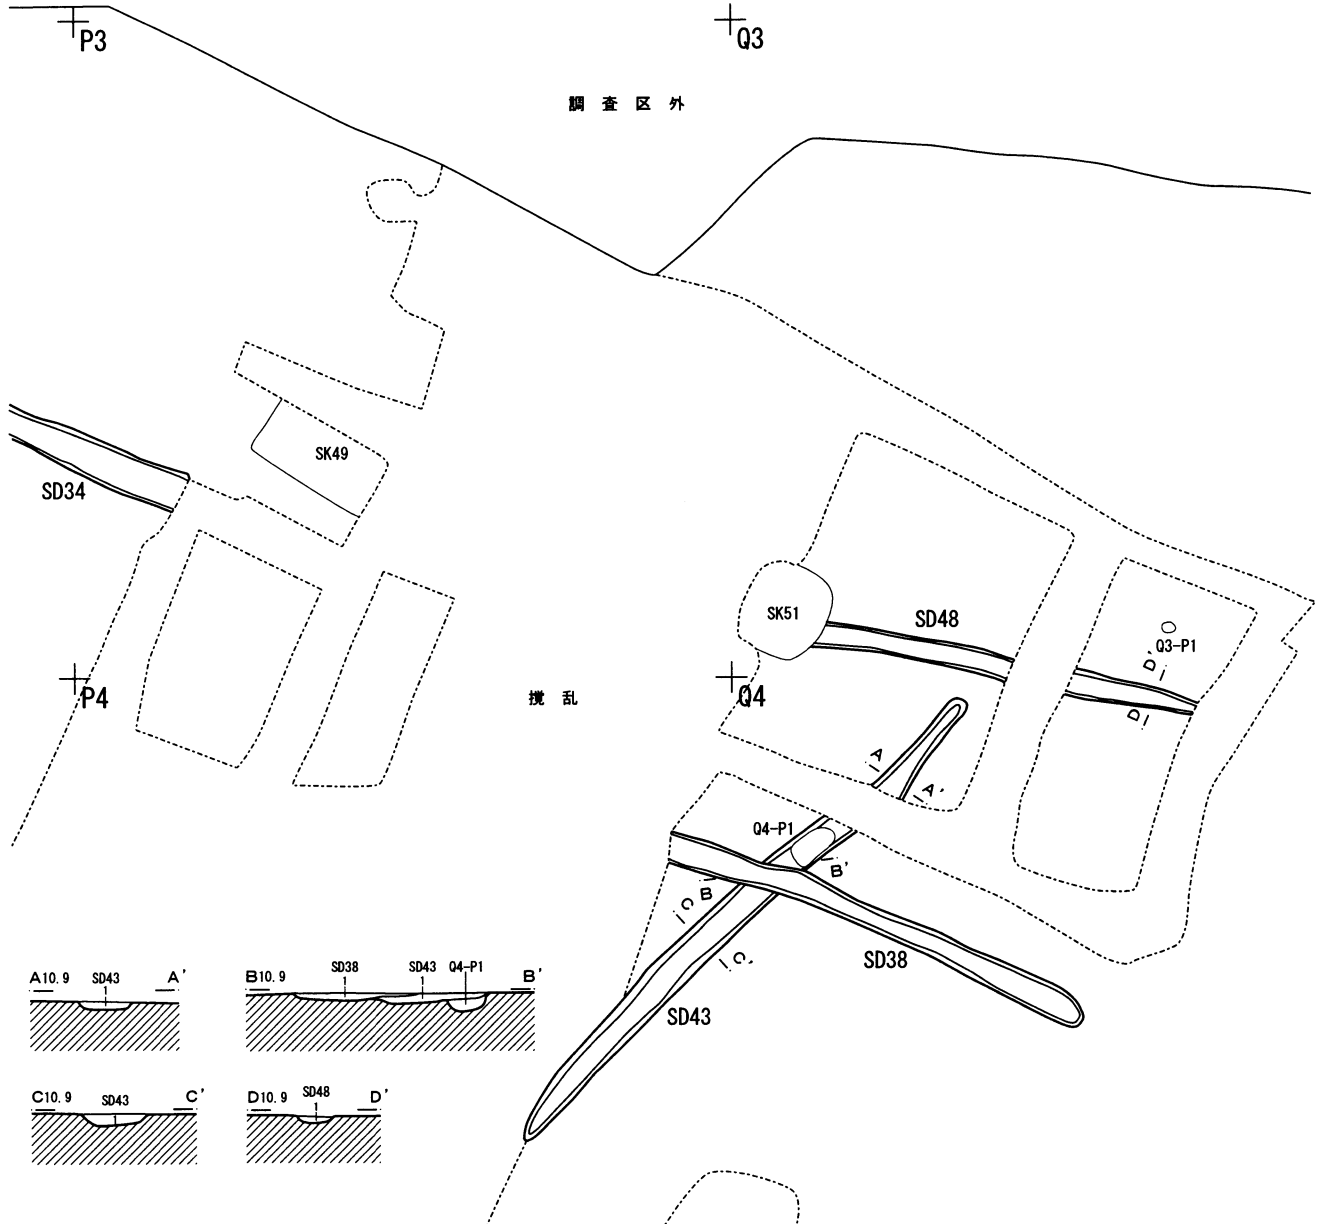 P3
Q3
調査区外
SK49
SD34
SK51
SD48
Q3-P1
D'
D
P4
撹乱
Q4
A
A'
Q4-P1
B'
B
C
C'
SD38
SD43
A10.9 SD43 A'
B10.9 SD38 SD43 Q4-P1 B'
C10.9 SD43 C'
D10.9 SD48 D'